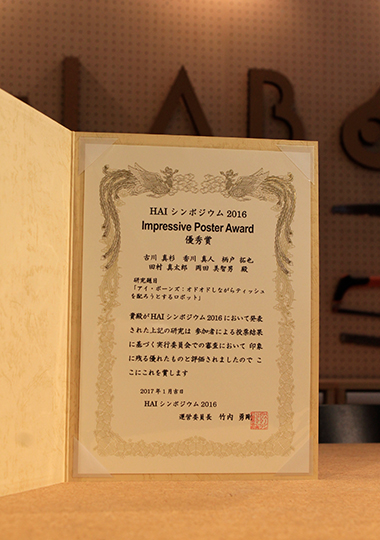 LAB
HAI シンポジウム 2016
Impressive Poster Award
優秀賞
古川 真杉 香川 真人 柄戸 拓也
田村 真太郎 岡田 美智男 殿
研究題目
「アイ・ボーンズ：オドオドしながらティッシュ
を配ろうとするロボット」
貴殿がHAIシンポジウム2016において発表
された上記の研究は 参加者による投票結果
に基づく実行委員会での審査において 印象
に残る優れたものと評価されましたので こ
こにこれを賞します
2017年1月吉日
HAI シンポジウム 2016
運営委員長 竹内 勇剛